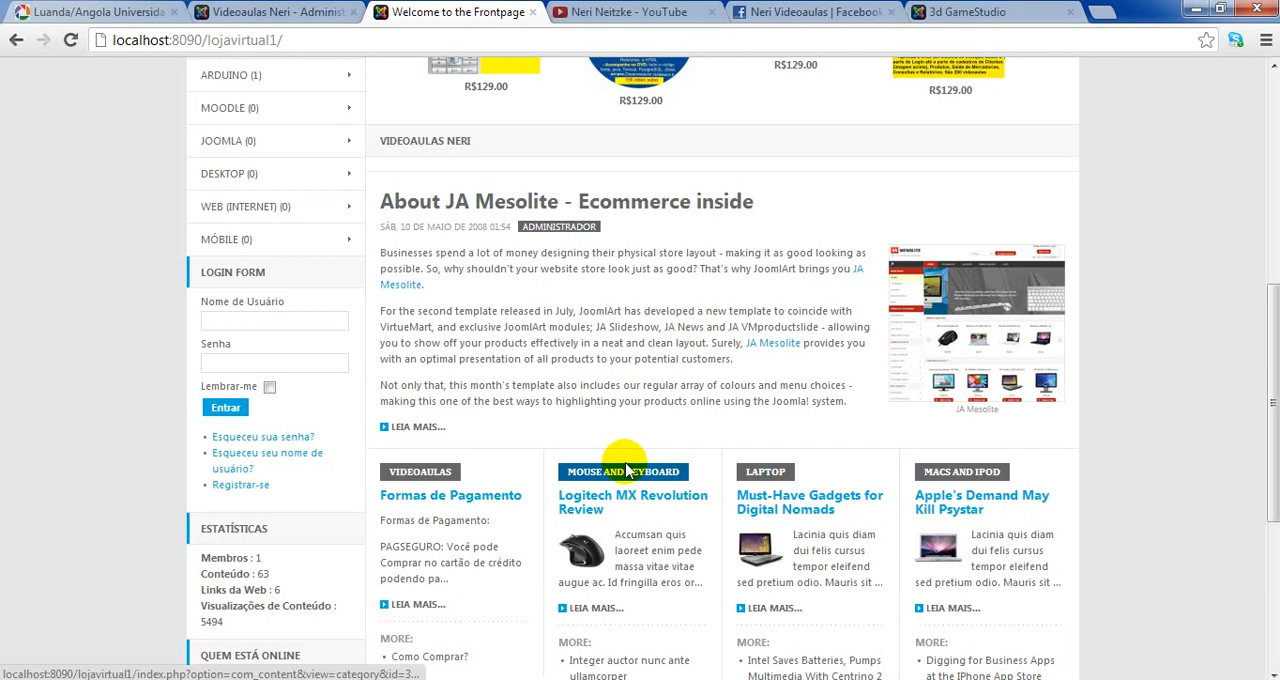 Luanda/Angola Universida
Videoaulas Neri - Administ
Welcome to the Frontpage
Neri Neitzke - YouTube
Neri Videoaulas | Facebook
3d GameStudio
localhost:8090/lojavirtual1/
R$129.00
R$129.00
R$129.00
R$129.00
MOODLE (0)
JOOMLA (0)
DESKTOP (0)
WEB (INTERNET) (0)
MÓBILE (0)
Nome de Usuário
Senha
Lembrar-me
Entrar
Esqueceu sua senha?
Esqueceu seu nome de
usuário?
Registrar-se
ESTATÍSTICAS
Membros : 1
Conteúdo : 63
Links da Web : 6
Visualizações de Conteúdo :
5494
QUEM ESTÁ ONLINE
VIDEOAULAS NERI
About JA Mesolite - Ecommerce inside
SÁB, 10 DE MAIO DE 2008 01:54 ADMINISTRADOR
Businesses spend a lot of money designing their physical store layout - making it as good looking as
possible. So, why shouldn't your website store look just as good? That's why JoomlArt brings you JA
Mesolite.
For the second template released in July, JoomlArt has developed a new template to coincide with
VirtueMart, and exclusive JoomlArt modules; JA Slideshow, JA News and JA VMproductslide - allowing
you to show off your products effectively in a neat and clean layout. Surely, JA Mesolite provides you
with an optimal presentation of all products to your potential customers.
Not only that, this month's template also includes our regular array of colours and menu choices -
making this one of the best ways to highlighting your products online using the Joomla! system.
LEIA MAIS...
JA Mesolite
VIDEOAULAS
Formas de Pagamento
Formas de Pagamento:
PAGSEGURO: Você pode
Comprar no cartão de crédito
podendo pa...
LEIA MAIS...
MORE:
Como Comprar?
MOUSE AND KEYBOARD
Logitech MX Revolution
Review
Accumsan quis
laoreet enim pede
massa vitae vitae
augue ac. Id fringilla eros or...
LEIA MAIS...
MORE:
Integer auctor nunc ante
ullamcorper
LAPTOP
Must-Have Gadgets for
Digital Nomads
Lacinia quis diam
dui felis cursus
tempor eleifend
sed pretium odio. Mauris sit ...
LEIA MAIS...
MORE:
Intel Saves Batteries, Pumps
Multimedia With Centrino 2
MACS AND IPOD
Apple's Demand May
Kill Psystar
Lacinia quis diam
dui felis cursus
tempor eleifend
sed pretium odio. Mauris sit ...
LEIA MAIS...
MORE:
Digging for Business Apps
at the iPhone App Store
localhost:8090/lojavirtual1/index.php?option=com_content&view=category&id=3...